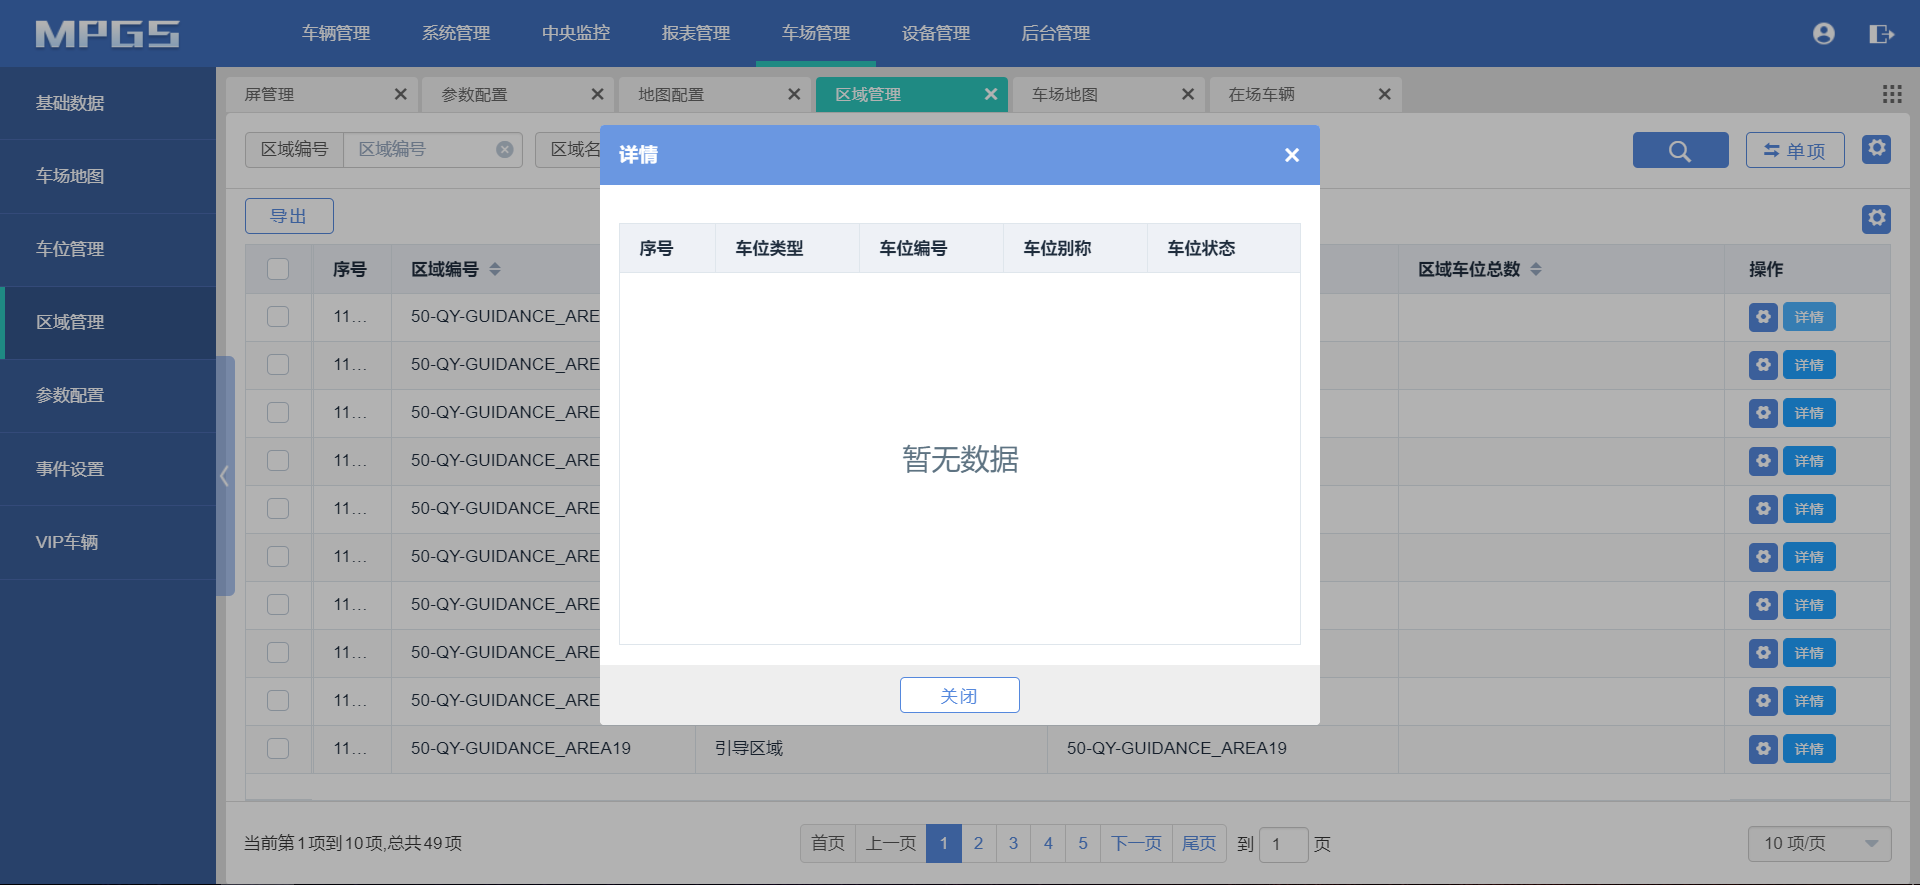 MPGS
车辆管理 系统管理 中央监控 报表管理 车场管理 设备管理 后台管理
基础数据
车场地图
车位管理
区域管理
参数配置
事件设置
VIP车辆
屏管理 参数配置 地图配置 区域管理 车场地图 在场车辆
区域编号 区域编号 区域名 单项
导出
序号 区域编号 区域车位总数 操作
11... 50-QY-GUIDANCE_ARE 详情
11... 50-QY-GUIDANCE_ARE 详情
11... 50-QY-GUIDANCE_ARE 详情
11... 50-QY-GUIDANCE_ARE 详情
11... 50-QY-GUIDANCE_ARE 详情
11... 50-QY-GUIDANCE_ARE 详情
11... 50-QY-GUIDANCE_ARE 详情
11... 50-QY-GUIDANCE_ARE 详情
11... 50-QY-GUIDANCE_ARE 详情
11... 50-QY-GUIDANCE_AREA19 引导区域 50-QY-GUIDANCE_AREA19 详情
详情
序号 车位类型 车位编号 车位别称 车位状态
暂无数据
关闭
当前第1项到10项,总共49项 首页 上一页 1 2 3 4 5 下一页 尾页 到 1 页 10 项/页